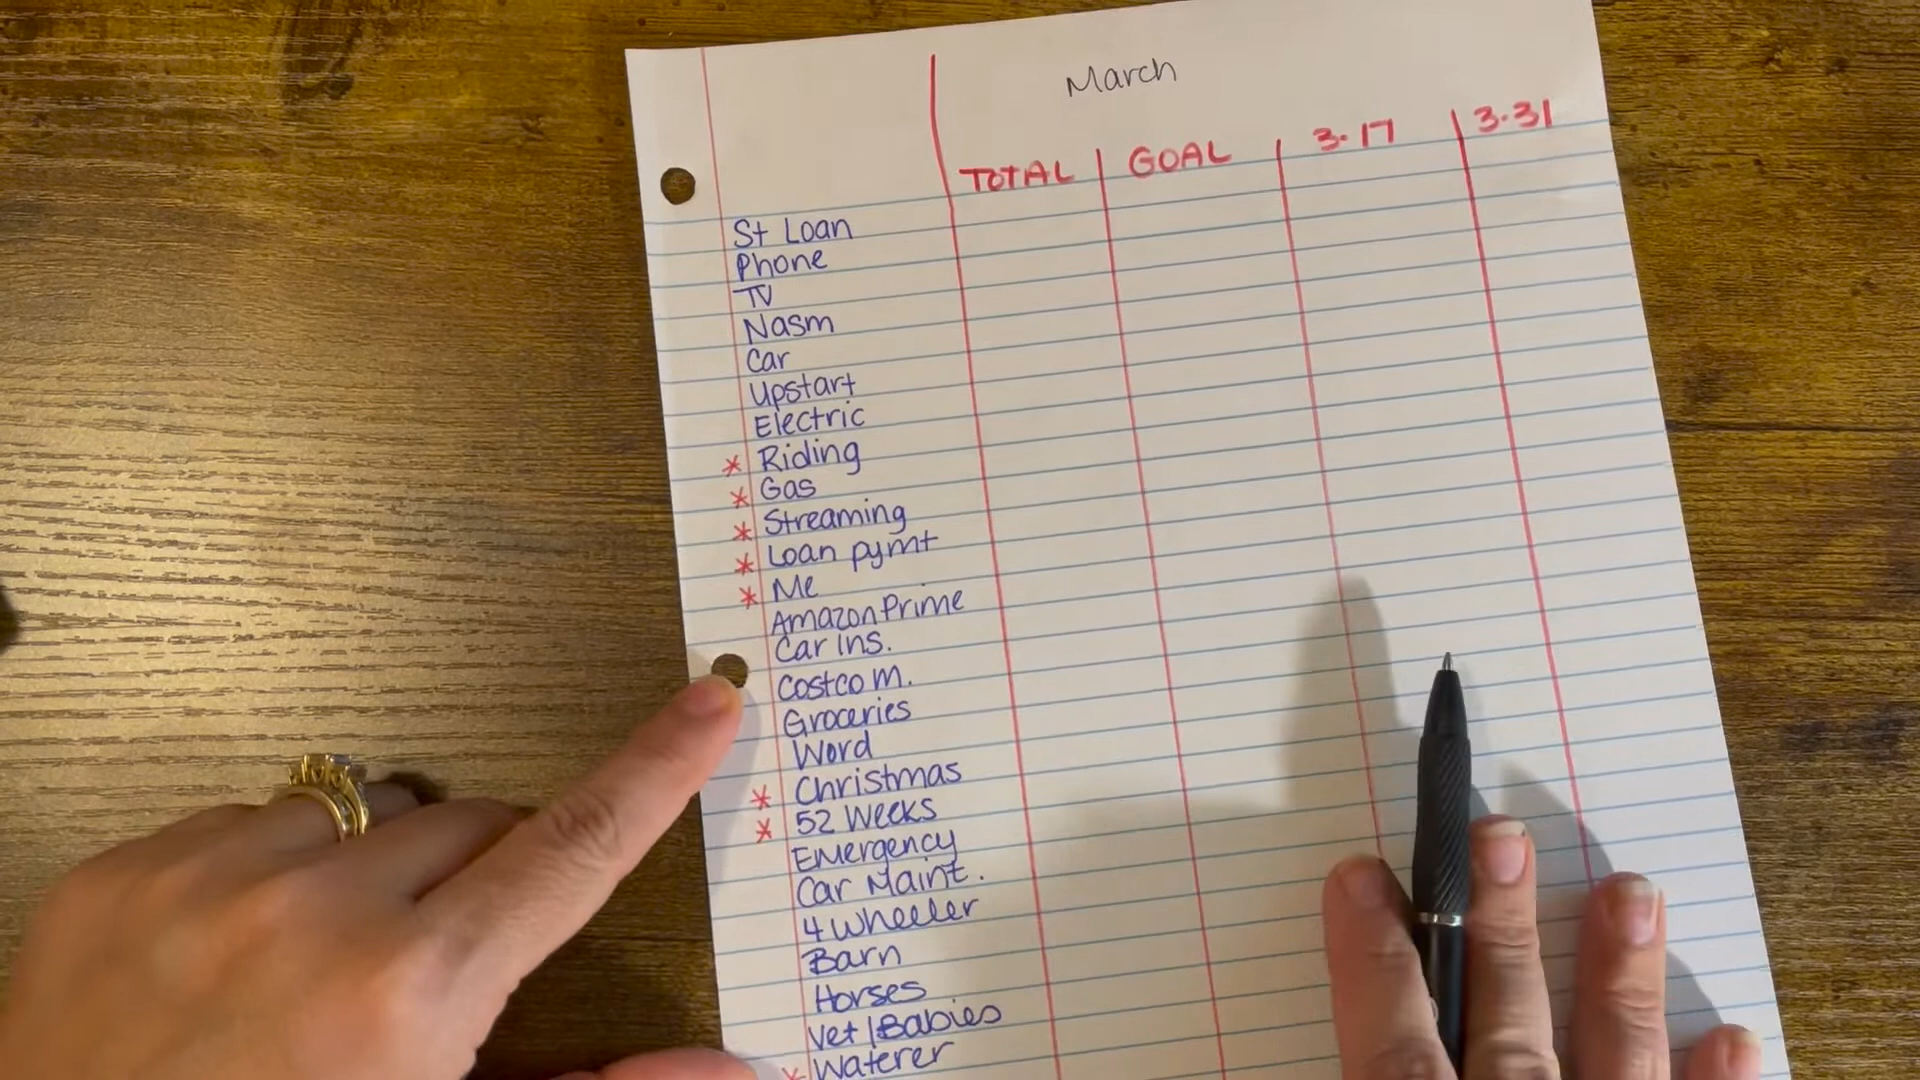 March
TOTAL GOAL 3.17 3.31
St Loan
Phone
TV
Nasm
Car
Upstart
Electric
* Riding
* Gas
* Streaming
* Loan pymt
* Me
Amazon Prime
Car Ins.
Costco M.
Groceries
Word
* Christmas
* 52 Weeks
Emergency
Car Maint.
4 Wheeler
Barn
Horses
Vet/Babies
* Waterer